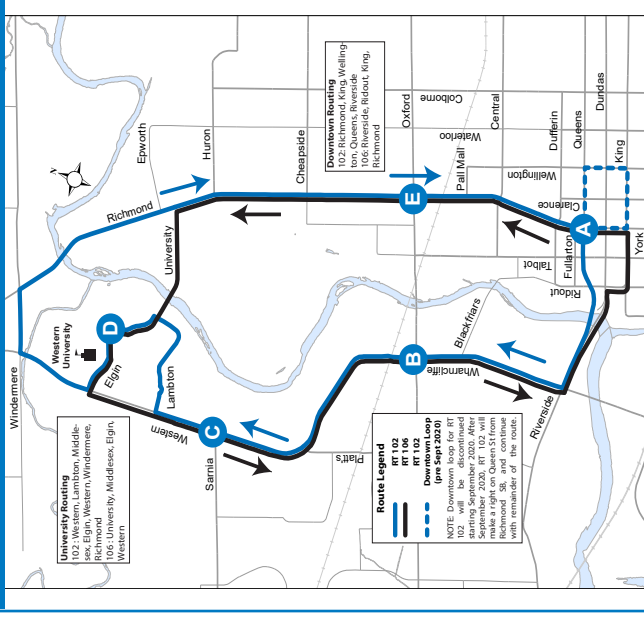 Windermere
Western
University
Elgin
Lambton
Western
Sarnia
Platt's
University
Richmond
Epworth
Huron
Cheapside
Oxford
Colborne
Waterloo
Central
Pall Mall
Wellington
Dufferin
Queens
Dundas
King
Clarence
Fullarton
Talbot
Ridout
York
Blackfriars
Wharncliffe
Riverside
A
B
C
D
E
University Routing
102 : Western, Lambton, Middle-
sex, Elgin, Western, Windermere,
Richmond
106 : University, Middlesex, Elgin,
Western
Downtown Routing
102: Richmond, King, Welling-
ton, Queens, Riverside
106: Riverside, Ridout, King,
Richmond
Route Legend
RT 102
RT 106
RT 102
Downtown Loop
(pre Sept 2020)
NOTE: Downtown loop for RT
102 will be discontinued
starting September 2020. After
September 2020, RT 102 will
make a right on Queen St from
Richmond SB, and continue
with remainder of the route.